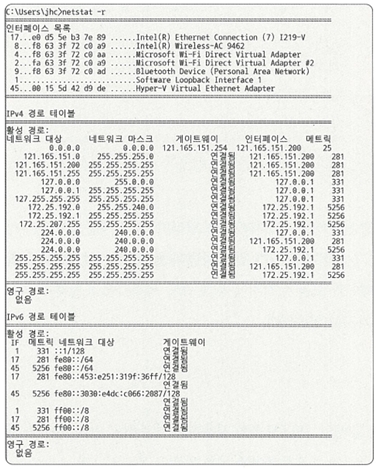 C:\Users\jhc>netstat -r
인터페이스 목록
17...e0 d5 5e b3 7e 89 ......Intel(R) Ethernet Connection (7) I219-V
8...f8 63 3f 72 c0 a9 ......Intel(R) Wireless-AC 9462
4...f8 63 3f 72 c0 aa ......Microsoft Wi-Fi Direct Virtual Adapter
2...fa 63 3f 72 c0 a9 ......Microsoft Wi-Fi Direct Virtual Adapter #2
9...f8 63 3f 72 c0 ad ......Bluetooth Device (Personal Area Network)
1...........................Software Loopback Interface 1
45...00 15 5d 42 d9 de ......Hyper-V Virtual Ethernet Adapter
IPv4 경로 테이블
활성 경로:
네트워크 대상 네트워크 마스크 게이트웨이 인터페이스 메트릭
0.0.0.0 0.0.0.0 121.165.151.254 121.165.151.200 25
121.165.151.0 255.255.255.0 연결됨 121.165.151.200 281
121.165.151.200 255.255.255.255 연결됨 121.165.151.200 281
121.165.151.255 255.255.255.255 연결됨 121.165.151.200 281
127.0.0.0 255.0.0.0 연결됨 127.0.0.1 331
127.0.0.1 255.255.255.255 연결됨 127.0.0.1 331
127.255.255.255 255.255.255.255 연결됨 127.0.0.1 331
172.25.192.0 255.255.240.0 연결됨 172.25.192.1 5256
172.25.192.1 255.255.255.255 연결됨 172.25.192.1 5256
172.25.207.255 255.255.255.255 연결됨 172.25.192.1 5256
224.0.0.0 240.0.0.0 연결됨 127.0.0.1 331
224.0.0.0 240.0.0.0 연결됨 121.165.151.200 281
224.0.0.0 240.0.0.0 연결됨 172.25.192.1 5256
255.255.255.255 255.255.255.255 연결됨 127.0.0.1 331
255.255.255.255 255.255.255.255 연결됨 121.165.151.200 281
255.255.255.255 255.255.255.255 연결됨 172.25.192.1 5256
영구 경로:
없음
IPv6 경로 테이블
활성 경로:
IF 메트릭 네트워크 대상 게이트웨이
1 331 ::1/128 연결됨
17 281 fe80::/64 연결됨
45 5256 fe80::/64 연결됨
17 281 fe80::453:e251:319f:36ff/128
연결됨
45 5256 fe80::3030:e4dc:c066:2087/128
연결됨
1 331 ff00::/8 연결됨
17 281 ff00::/8 연결됨
45 5256 ff00::/8 연결됨
영구 경로:
없음